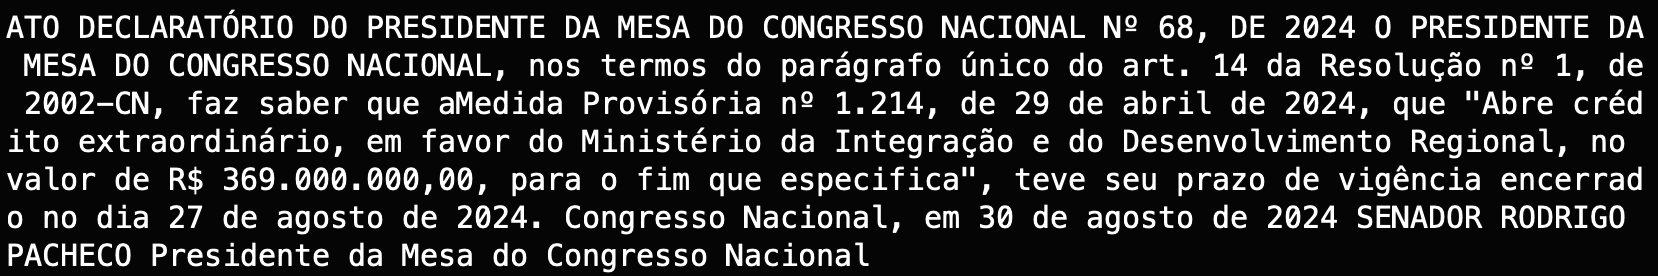 ATO DECLARATÓRIO DO PRESIDENTE DA MESA DO CONGRESSO NACIONAL Nº 68, DE 2024 O PRESIDENTE DA
MESA DO CONGRESSO NACIONAL, nos termos do parágrafo único do art. 14 da Resolução nº 1, de
2002-CN, faz saber que aMedida Provisória nº 1.214, de 29 de abril de 2024, que "Abre créd
ito extraordinário, em favor do Ministério da Integração e do Desenvolvimento Regional, no
valor de R$ 369.000.000,00, para o fim que especifica", teve seu prazo de vigência encerrad
o no dia 27 de agosto de 2024. Congresso Nacional, em 30 de agosto de 2024 SENADOR RODRIGO
PACHECO Presidente da Mesa do Congresso Nacional